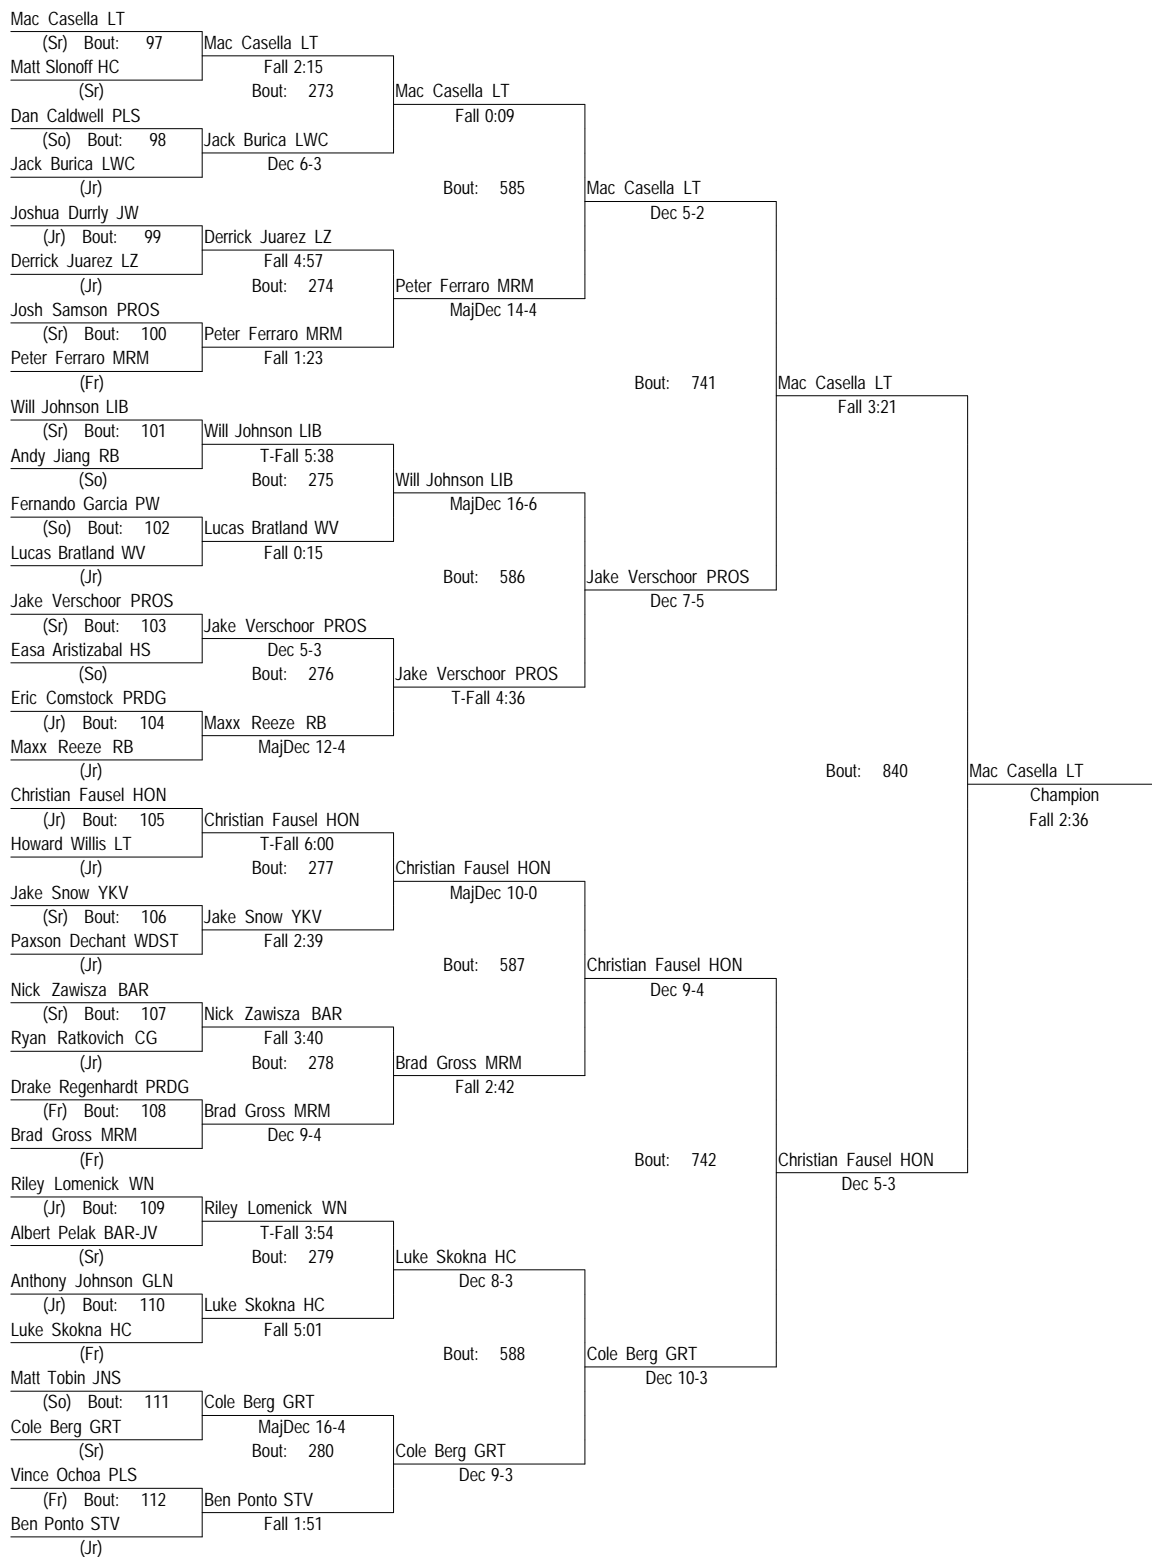 Mac Casella LT
(Sr) Bout: 97 Mac Casella LT
Matt Slonoff HC Fall 2:15
(Sr) Bout: 273 Mac Casella LT
Dan Caldwell PLS Fall 0:09
(So) Bout: 98 Jack Burica LWC
Jack Burica LWC Dec 6-3
(Jr) Bout: 585 Mac Casella LT
Joshua Durrly JW Dec 5-2
(Jr) Bout: 99 Derrick Juarez LZ
Derrick Juarez LZ Fall 4:57
(Jr) Bout: 274 Peter Ferraro MRM
Josh Samson PROS MajDec 14-4
(Sr) Bout: 100 Peter Ferraro MRM
Peter Ferraro MRM Fall 1:23
(Fr) Bout: 741 Mac Casella LT
Will Johnson LIB Fall 3:21
(Sr) Bout: 101 Will Johnson LIB
Andy Jiang RB T-Fall 5:38
(So) Bout: 275 Will Johnson LIB
Fernando Garcia PW MajDec 16-6
(So) Bout: 102 Lucas Bratland WV
Lucas Bratland WV Fall 0:15
(Jr) Bout: 586 Jake Verschoor PROS
Jake Verschoor PROS Dec 7-5
(Sr) Bout: 103 Jake Verschoor PROS
Easa Aristizabal HS Dec 5-3
(So) Bout: 276 Jake Verschoor PROS
Eric Comstock PRDG T-Fall 4:36
(Jr) Bout: 104 Maxx Reeze RB
Maxx Reeze RB MajDec 12-4
(Jr) Bout: 840 Mac Casella LT
Christian Fausel HON Champion
(Jr) Bout: 105 Christian Fausel HON Fall 2:36
Howard Willis LT T-Fall 6:00
(Jr) Bout: 277 Christian Fausel HON
Jake Snow YKV MajDec 10-0
(Sr) Bout: 106 Jake Snow YKV
Paxson Dechant WDST Fall 2:39
(Jr) Bout: 587 Christian Fausel HON
Nick Zawisza BAR Dec 9-4
(Sr) Bout: 107 Nick Zawisza BAR
Ryan Ratkovich CG Fall 3:40
(Jr) Bout: 278 Brad Gross MRM
Drake Regenhardt PRDG Fall 2:42
(Fr) Bout: 108 Brad Gross MRM
Brad Gross MRM Dec 9-4
(Fr) Bout: 742 Christian Fausel HON
Riley Lomenick WN Dec 5-3
(Jr) Bout: 109 Riley Lomenick WN
Albert Pelak BAR-JV T-Fall 3:54
(Sr) Bout: 279 Luke Skokna HC
Anthony Johnson GLN Dec 8-3
(Jr) Bout: 110 Luke Skokna HC
Luke Skokna HC Fall 5:01
(Fr) Bout: 588 Cole Berg GRT
Matt Tobin JNS Dec 10-3
(So) Bout: 111 Cole Berg GRT
Cole Berg GRT MajDec 16-4
(Sr) Bout: 280 Cole Berg GRT
Vince Ochoa PLS Dec 9-3
(Fr) Bout: 112 Ben Ponto STV
Ben Ponto STV Fall 1:51
(Jr)